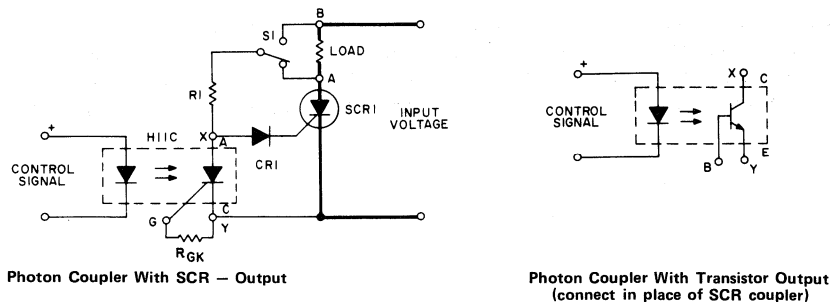 B
S1
LOAD
A
R1
SCR1
INPUT
VOLTAGE
+
H11C
X
A
CR1
CONTROL
SIGNAL
G
C
Y
RGK
Photon Coupler With SCR — Output
+
X
C
CONTROL
SIGNAL
B
E
Y
Photon Coupler With Transistor Output
(connect in place of SCR coupler)